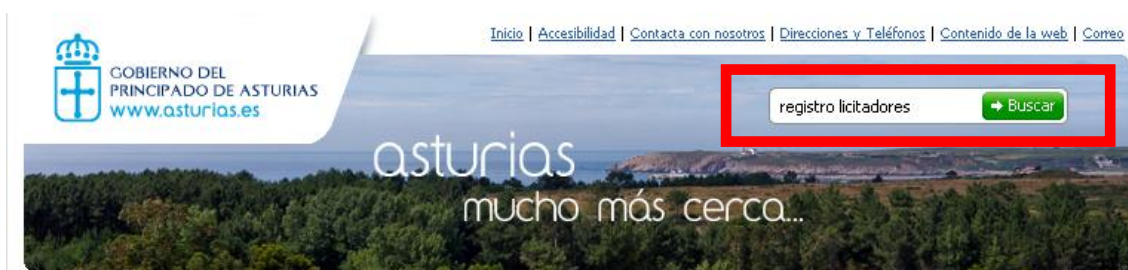 Inicio | Accesibilidad | Contacta con nosotros | Direcciones y Teléfonos | Contenido de la web | Correo
GOBIERNO DEL
PRINCIPADO DE ASTURIAS
www.asturias.es
registro licitadores
Buscar
asturias
mucho más cerca...